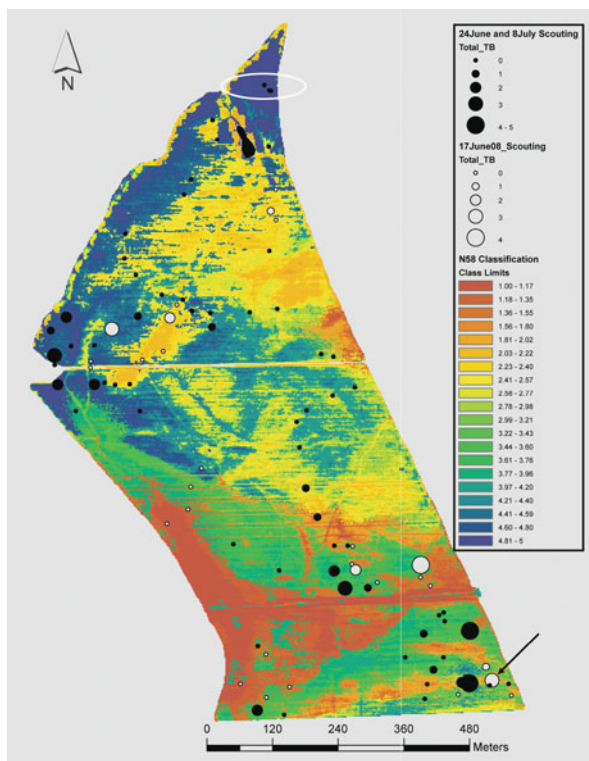 N
24June and 8July Scouting
Total_TB
0
1
2
3
4 - 5
17June08_Scouting
Total_TB
0
1
2
3
4
N58 Classification
Class Limits
1.00 - 1.17
1.18 - 1.35
1.36 - 1.55
1.56 - 1.80
1.81 - 2.02
2.03 - 2.22
2.23 - 2.40
2.41 - 2.57
2.58 - 2.77
2.78 - 2.98
2.99 - 3.21
3.22 - 3.43
3.44 - 3.60
3.61 - 3.76
3.77 - 3.96
3.97 - 4.20
4.21 - 4.40
4.41 - 4.59
4.60 - 4.80
4.81 - 5
0 120 240 360 480
Meters